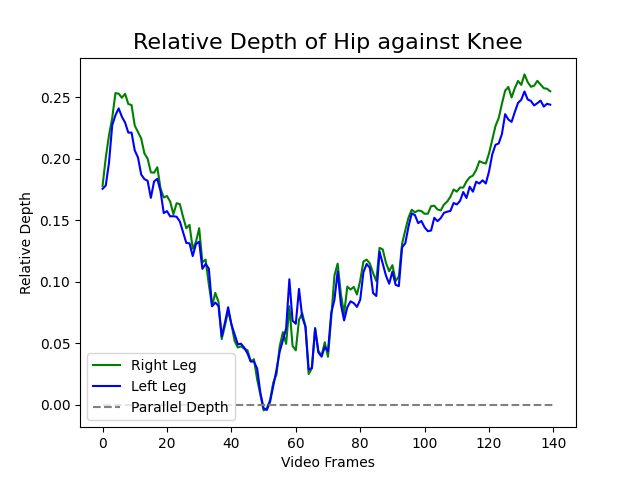 Relative Depth of Hip against Knee
Relative Depth
0.25
0.20
0.15
0.10
0.05
0.00
Right Leg
Left Leg
Parallel Depth
0 20 40 60 80 100 120 140
Video Frames